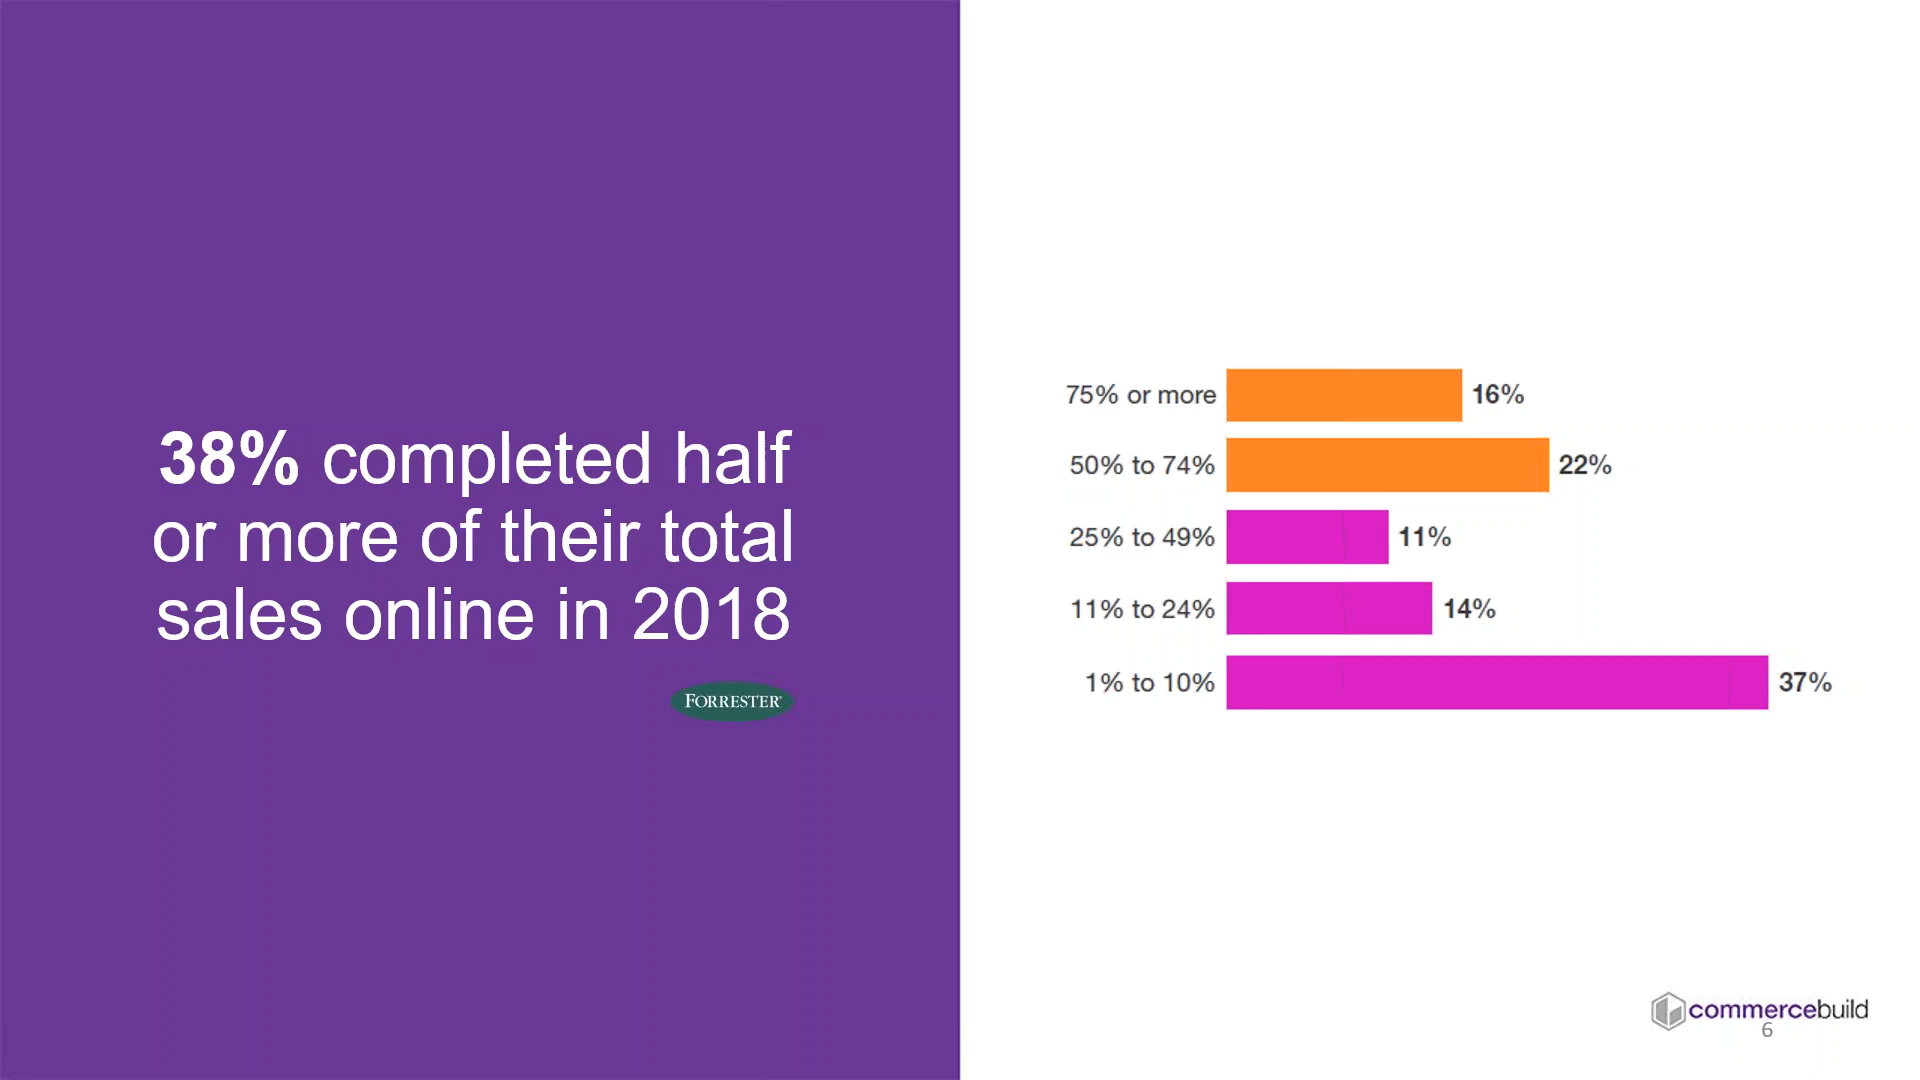 38% completed half
or more of their total
sales online in 2018
FORRESTER®
75% or more 16%
50% to 74% 22%
25% to 49% 11%
11% to 24% 14%
1% to 10% 37%
commercebuild
6